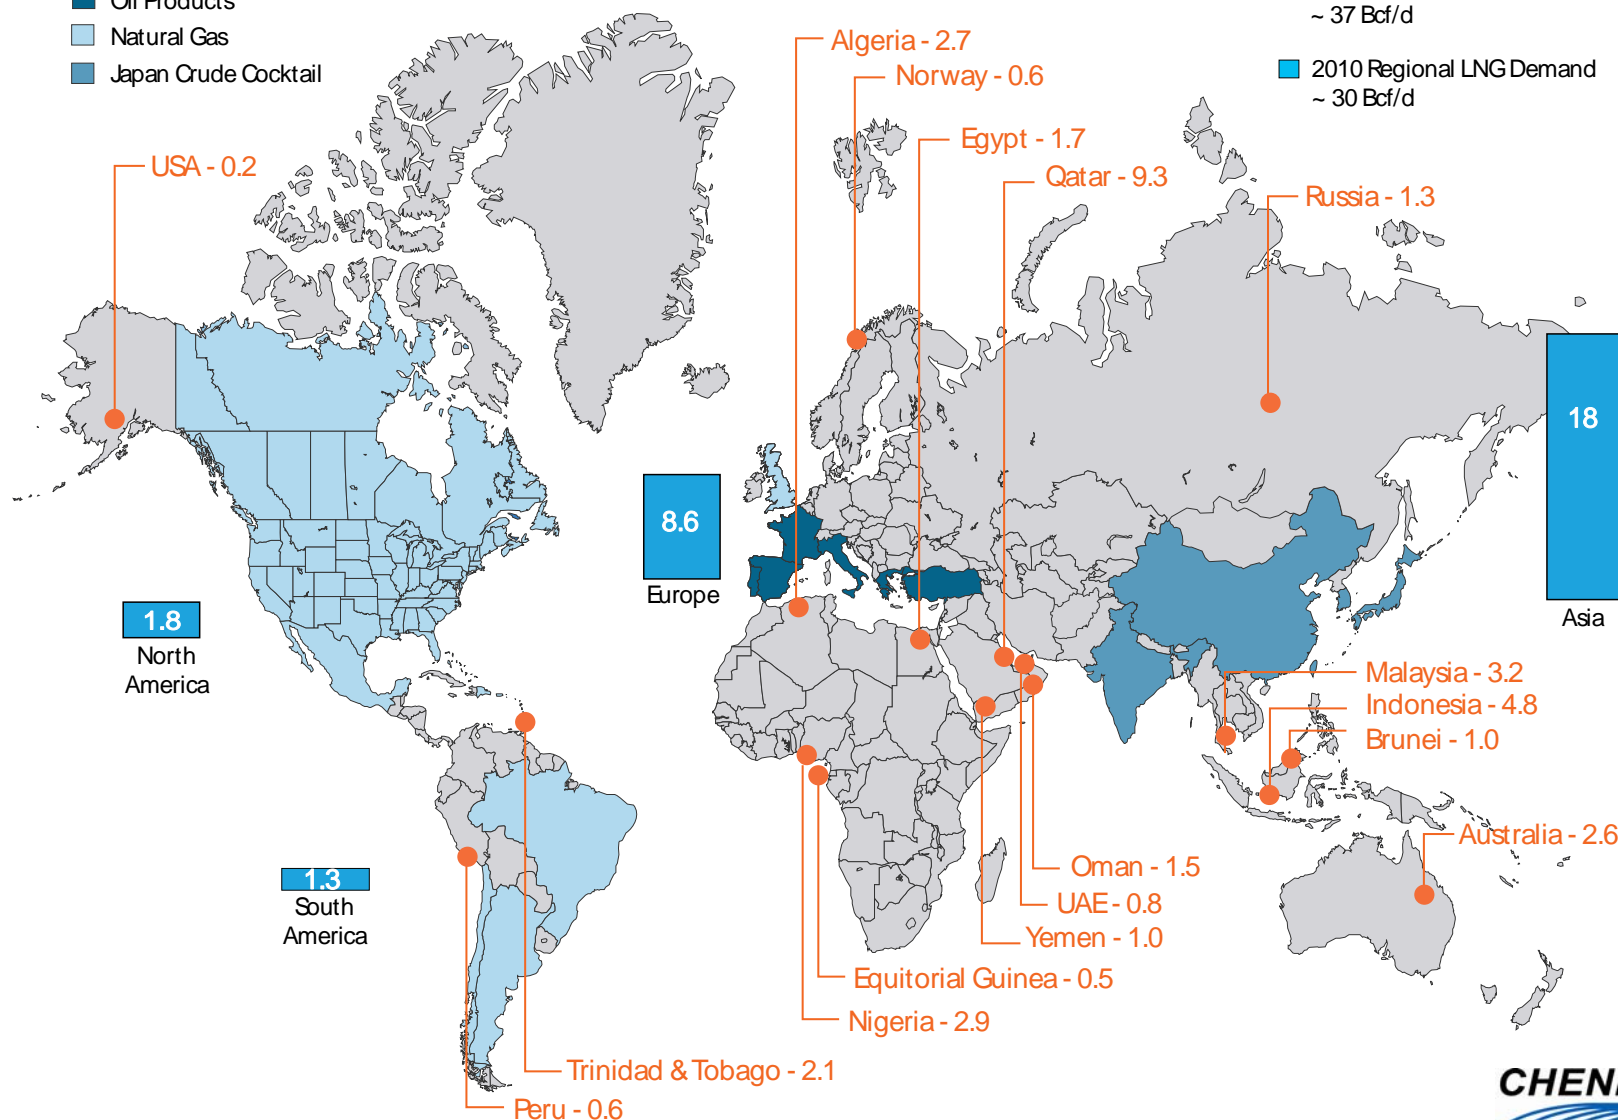 Oil Products
Natural Gas
Japan Crude Cocktail
~ 37 Bcf/d
2010 Regional LNG Demand
~ 30 Bcf/d
Algeria - 2.7
Norway - 0.6
Egypt - 1.7
Qatar - 9.3
Russia - 1.3
USA - 0.2
18
Asia
8.6
Europe
1.8
North
America
Malaysia - 3.2
Indonesia - 4.8
Brunei - 1.0
Australia - 2.6
1.3
South
America
Oman - 1.5
UAE - 0.8
Yemen - 1.0
Equitorial Guinea - 0.5
Nigeria - 2.9
Trinidad & Tobago - 2.1
Peru - 0.6